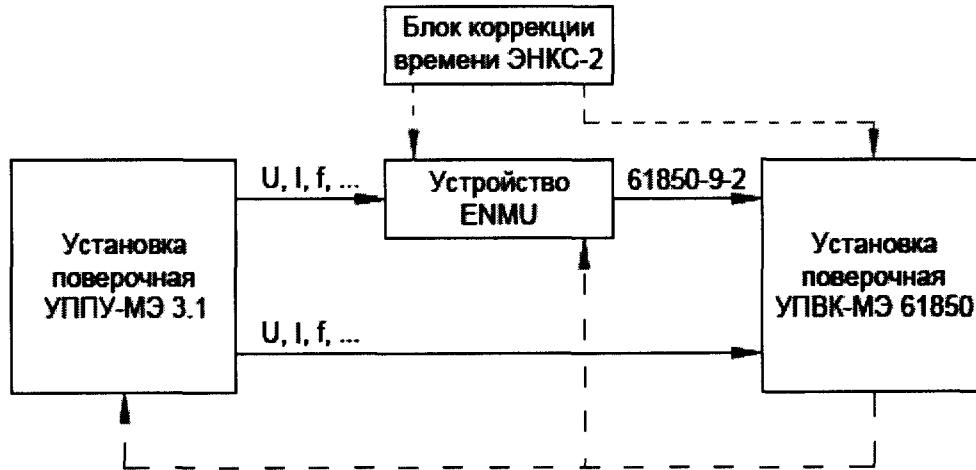 Блок коррекции
времени ЭНКС-2
U, I, f, ...
Устройство
ENMU
61850-9-2
Установка
поверочная
УППУ-МЭ 3.1
Установка
поверочная
УПВК-МЭ 61850
U, I, f, ...